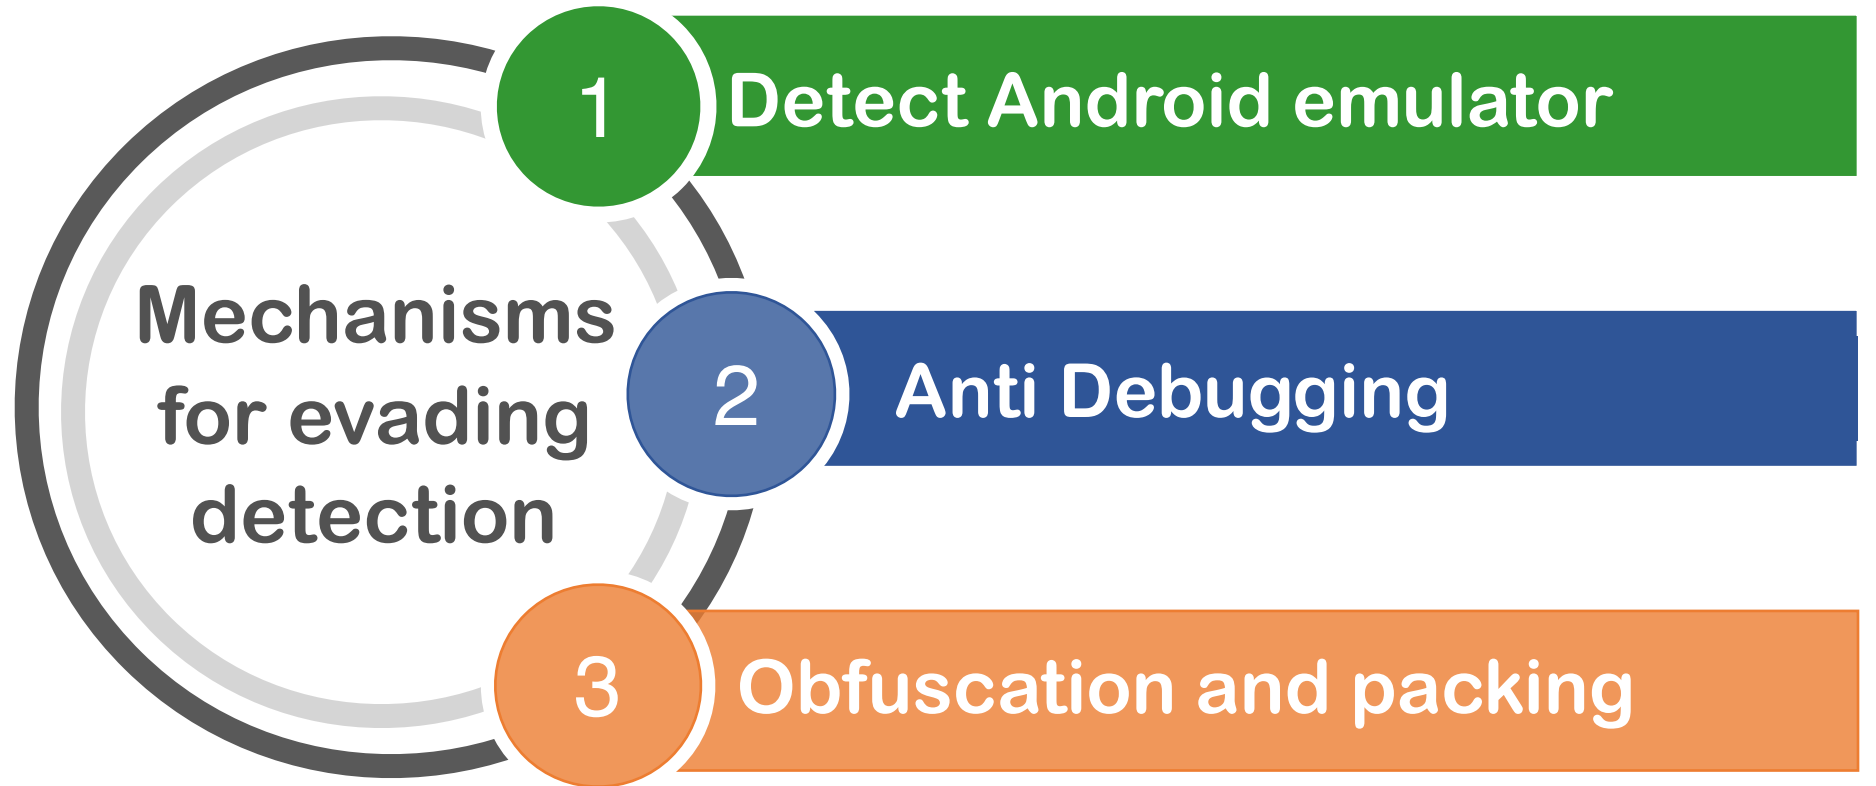 Mechanisms
for evading
detection
1
Detect Android emulator
2
Anti Debugging
3
Obfuscation and packing